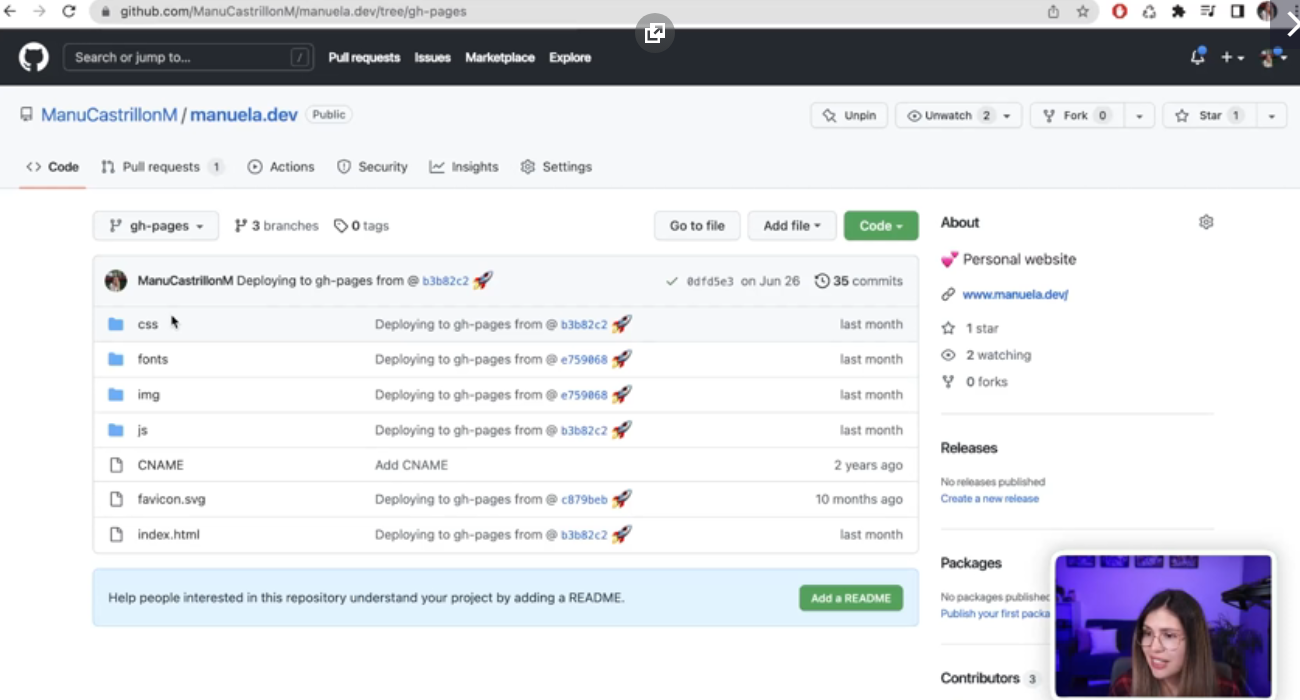 github.com/ManuCastrillonM/manuela.dev/tree/gh-pages
Search or jump to... /
Pull requests Issues Marketplace Explore
ManuCastrillonM / manuela.dev Public
Unpin Unwatch 2 Fork 0 Star 1
Code Pull requests 1 Actions Security Insights Settings
gh-pages 3 branches 0 tags
Go to file Add file Code
ManuCastrillonM Deploying to gh-pages from @ b3b82c2 🚀 0dfd5e3 on Jun 26 35 commits
css Deploying to gh-pages from @ b3b82c2 🚀 last month
fonts Deploying to gh-pages from @ e759068 🚀 last month
img Deploying to gh-pages from @ e759068 🚀 last month
js Deploying to gh-pages from @ b3b82c2 🚀 last month
CNAME Add CNAME 2 years ago
favicon.svg Deploying to gh-pages from @ c879beb 🚀 10 months ago
index.html Deploying to gh-pages from @ b3b82c2 🚀 last month
Help people interested in this repository understand your project by adding a README.
Add a README
About
💕 Personal website
www.manuela.dev/
1 star
2 watching
0 forks
Releases
No releases published
Create a new release
Packages
No packages published
Publish your first packa
Contributors 3